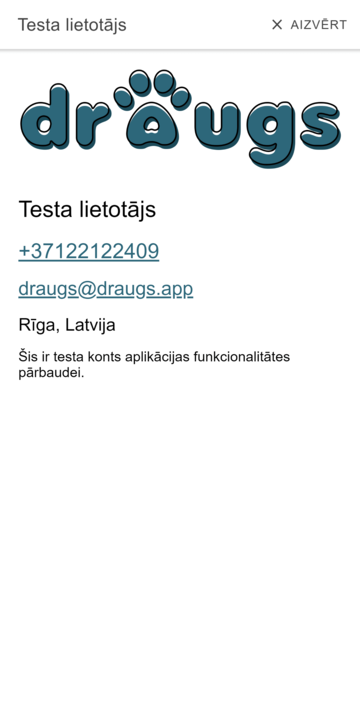 Testa lietotājs
AIZVĒRT
draugs
Testa lietotājs
+37122122409
draugs@draugs.app
Rīga, Latvija
Šis ir testa konts aplikācijas funkcionalitātes
pārbaudei.